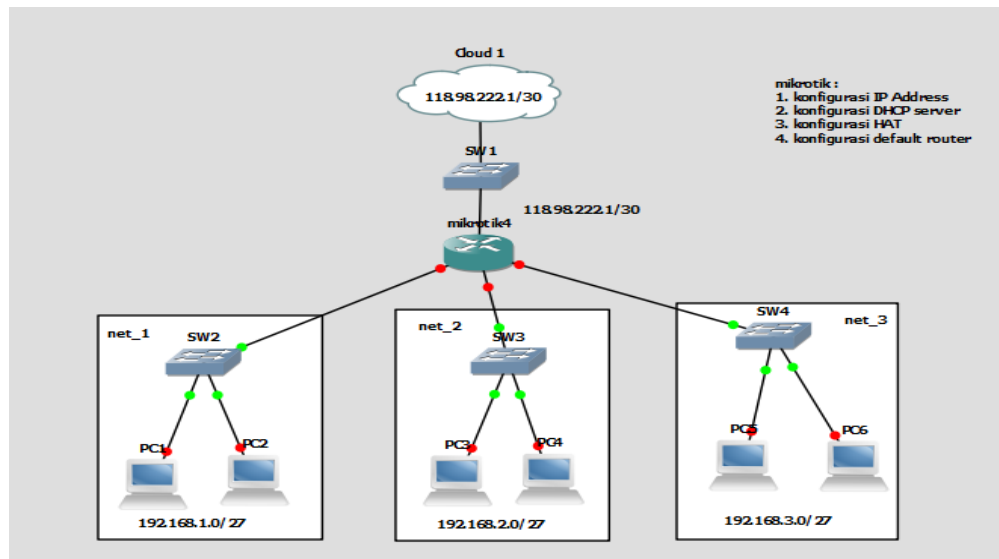 Cloud 1
118.98.222.1/30
mikrotik :
1. konfigurasi IP Address
2. konfigurasi DHCP server
3. konfigurasi HAT
4. konfigurasi default router
SW1
118.98.222.1/30
mikrotik4
net_1
SW2
net_2
SW3
SW4
net_3
PC1
PC2
PC3
PC4
PC5
PC6
192.168.1.0/ 27
192.168.2.0/ 27
192.168.3.0/ 27